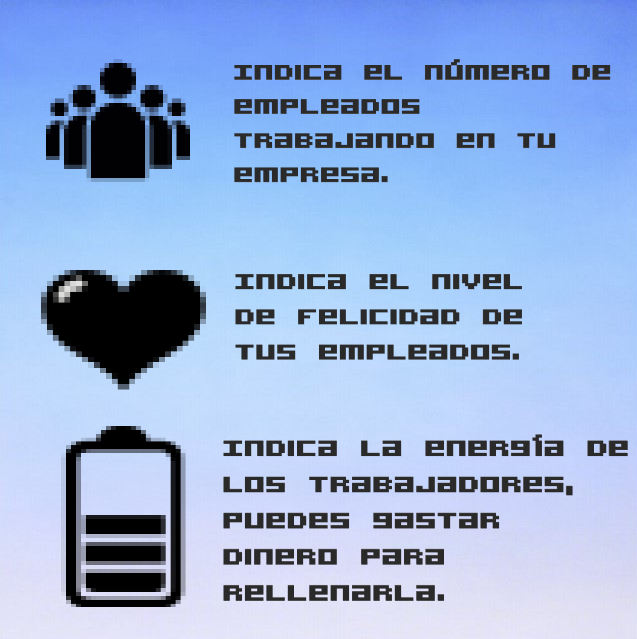 Indica el número de
empleados
trabajando en tu
empresa.
Indica el nivel
de felicidad de
tus empleados.
Indica la energía de
los trabajadores,
puedes gastar
dinero para
rellenarla.